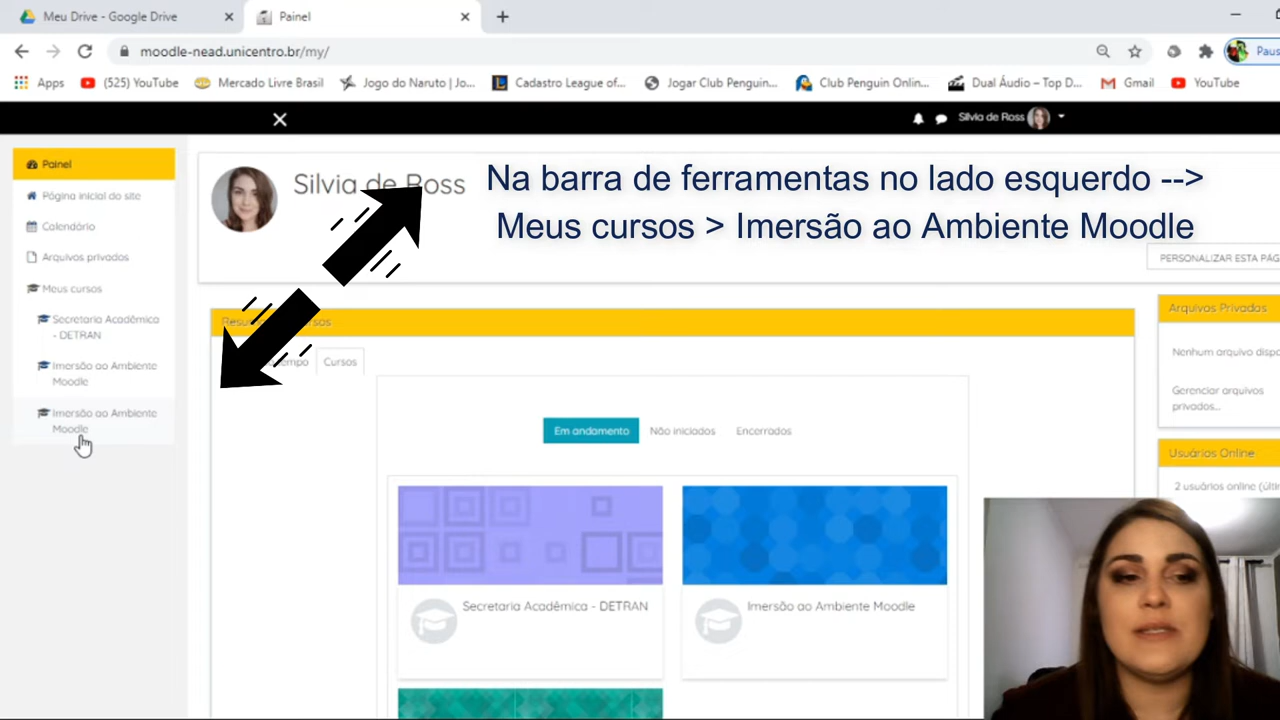 Meu Drive - Google Drive
Painel
moodle-nead.unicentro.br/my/
Apps
(525) YouTube
Mercado Livre Brasil
Jogo do Naruto | Jo...
Cadastro League of...
Jogar Club Penguin...
Club Penguin Onlin...
Dual Áudio – Top D...
Gmail
YouTube
Silvia de Ross
Painel
Página inicial do site
Calendário
Arquivos privados
Meus cursos
Secretaria Acadêmica
- DETRAN
Imersão ao Ambiente
Moodle
Imersão ao Ambiente
Moodle
Silvia de Ross
Na barra de ferramentas no lado esquerdo -->
Meus cursos > Imersão ao Ambiente Moodle
PERSONALIZAR ESTA PÁG
Cursos
Em andamento
Não iniciados
Encerrados
Secretaria Acadêmica - DETRAN
Imersão ao Ambiente Moodle
Arquivos Privados
Nenhum arquivo dispo
Gerenciar arquivos
privados...
Usuários Online
2 usuários online (últi